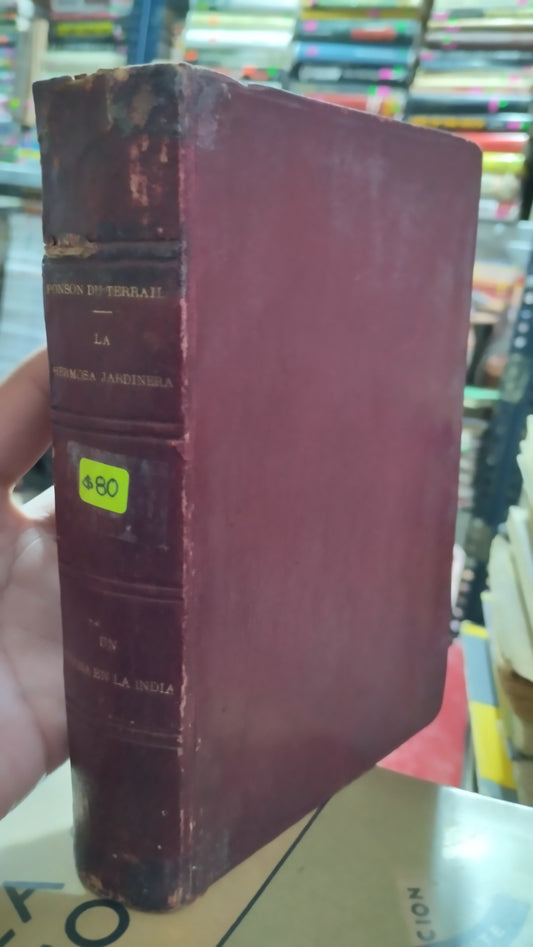 PONSON DU TERRAIL
LA
HERMOSA JARDINERA
$80
UN
EN LA INDIA
CION